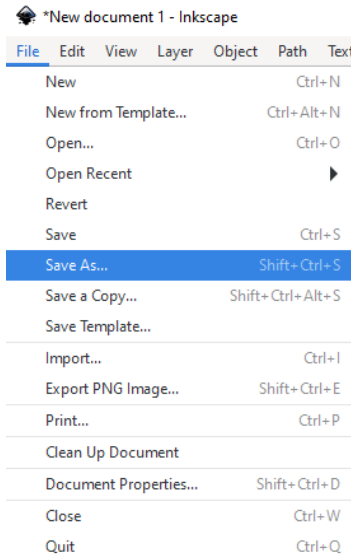 *New document 1 - Inkscape
File Edit View Layer Object Path Text
New Ctrl+N
New from Template... Ctrl+Alt+N
Open... Ctrl+O
Open Recent
Revert
Save Ctrl+S
Save As... Shift+Ctrl+S
Save a Copy... Shift+Ctrl+Alt+S
Save Template...
Import... Ctrl+I
Export PNG Image... Shift+Ctrl+E
Print... Ctrl+P
Clean Up Document
Document Properties... Shift+Ctrl+D
Close Ctrl+W
Quit Ctrl+Q